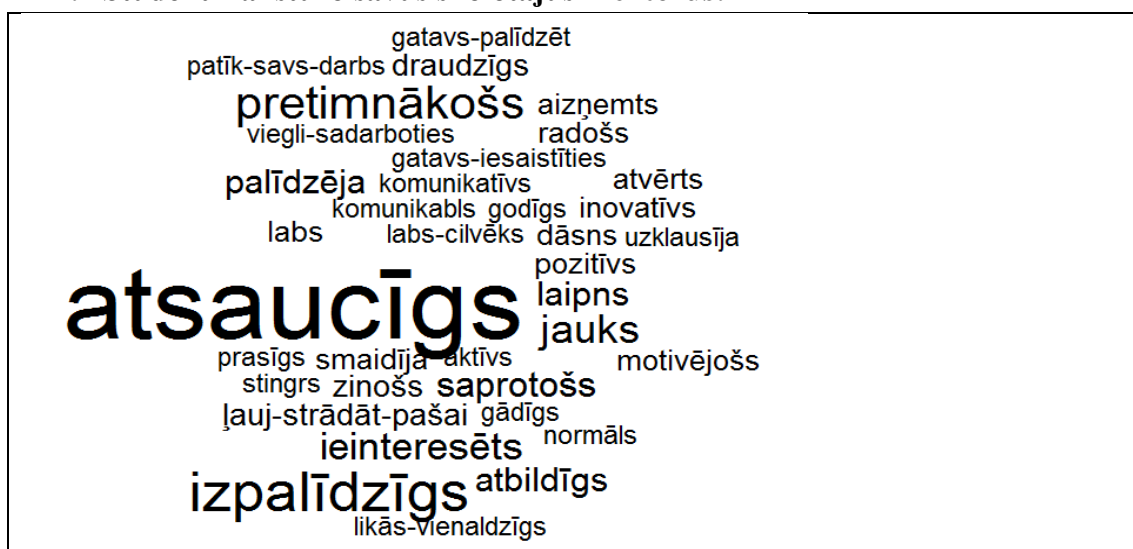 gatavs-palīdzēt
patīk-savs-darbs draudzīgs
pretimnākošs aizņemts
viegli-sadarboties radošs
gatavs-iesaistīties
palīdzēja komunikatīvs atvērts
komunikabls godīgs inovatīvs
labs labs-cilvēks dāsns uzklausīja
pozitīvs
atsaucīgs laipns
jauks
prasīgs smaidīja aktīvs motivējošs
stingrs zinošs saprotošs
ļauj-strādāt-pašai gādīgs
ieinteresēts normāls
izpalīdzīgs atbildīgs
likās-vienaldzīgs